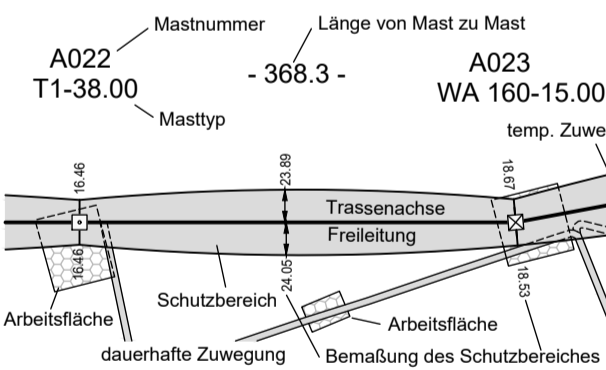 Mastnummer
Länge von Mast zu Mast
A022
- 368.3 -
A023
T1-38.00
WA 160-15.00
Masttyp
temp. Zuwe
16.46
23.89
18.67
Trassenachse
Freileitung
16.46
24.05
18.53
Schutzbereich
Arbeitsfläche
Arbeitsfläche
dauerhafte Zuwegung
Bemaßung des Schutzbereiches